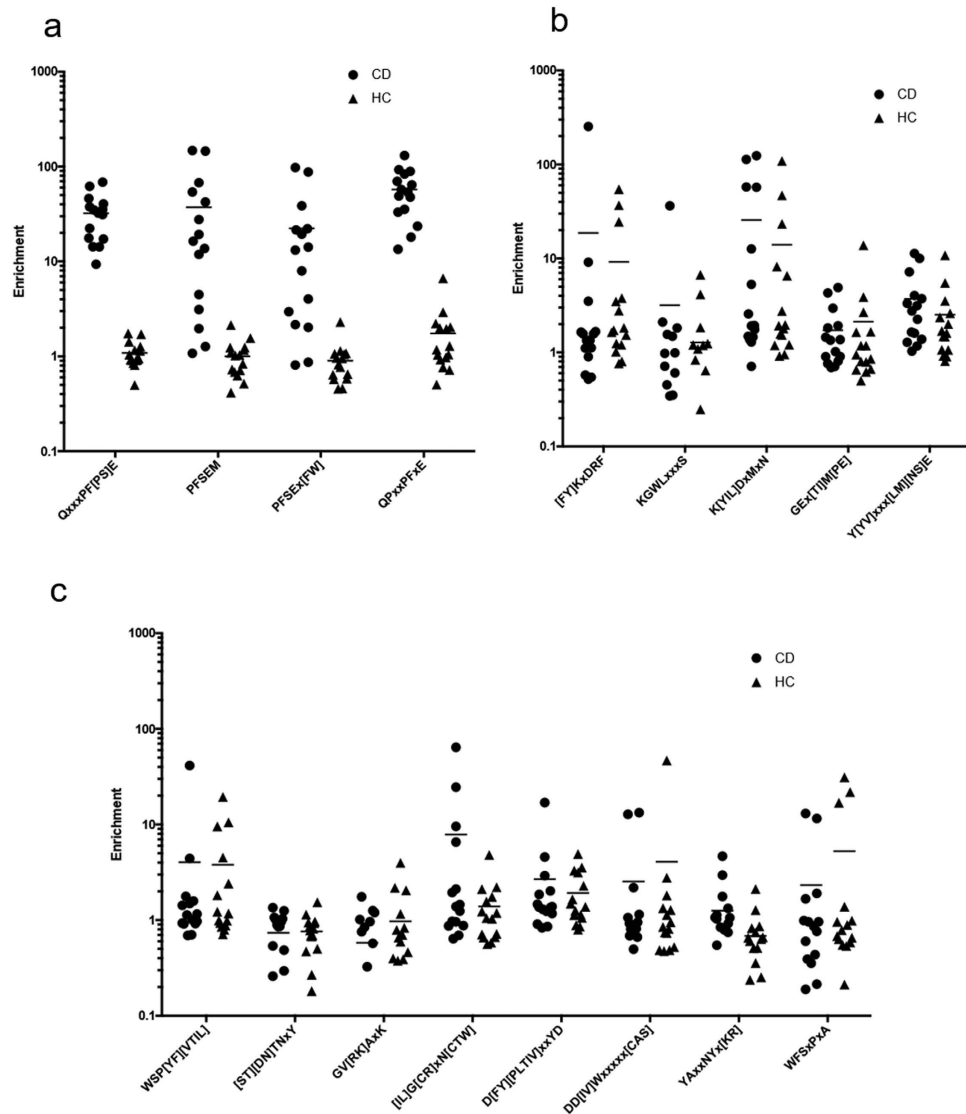 a
1000
100
10
1
0.1
Enrichment
CD
HC
QxxxPF[PS]E
PFSEM
PFSEx[FW]
QPxxPFxE
b
1000
100
10
1
0.1
Enrichment
CD
HC
[FY]KxDRF
KGWLxxxS
K[YIL]DxMxN
GEx[TI]M[PE]
Y[YV]xxx[LM][NS]E
c
1000
100
10
1
0.1
Enrichment
CD
HC
WSP[YF][VTIL]
[ST][DN]TNxY
GV[RK]AxK
[IL]G[CR]xN[CTW]
D[FY][PLTIV]xxYD
DD[IV]Wxxxx[CAS]
YAxxNYx[KR]
WFSxPxA